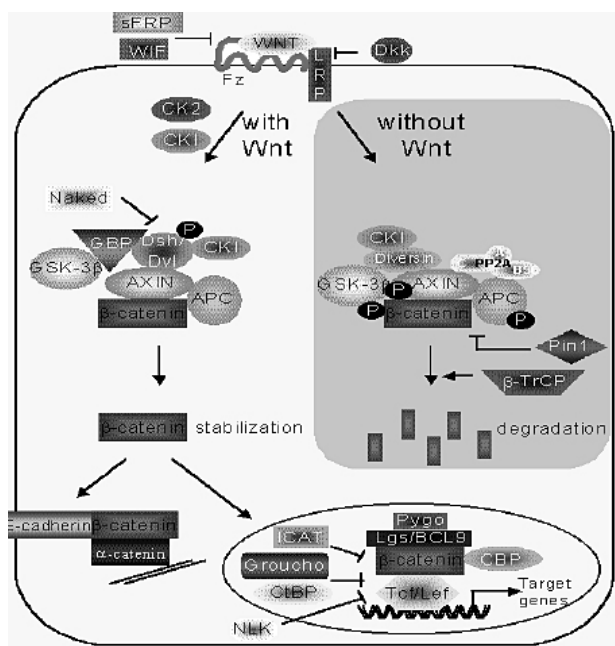 sFRP
WIF
WNT
Fz
LRP
Dkk
CK2
CKI
with
Wnt
without
Wnt
Naked
GBP
Dsh/
Dvl
P
CKI
GSK-3β
AXIN
APC
β-catenin
CKI
Diversin
PP2A
GSK-3β
P
AXIN
APC
P
β-catenin
P
Pin1
β-TrCP
β-catenin
stabilization
degradation
E-cadherin
β-catenin
α-catenin
Pygo
ICAT
Lgs/BCL9
Groucho
β-catenin
CBP
CtBP
Tcf/Lef
Target
genes
NLK